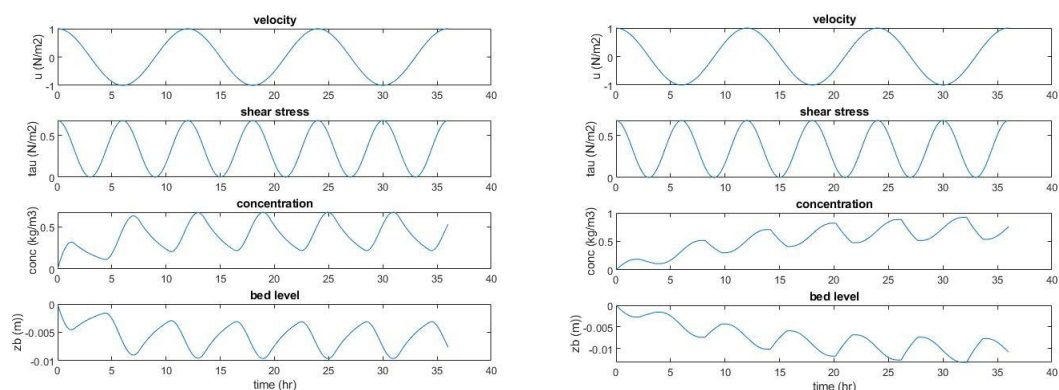 velocity
u (N/m2)
1
0
-1
0 5 10 15 20 25 30 35 40
shear stress
tau (N/m2)
0.5
0
0 5 10 15 20 25 30 35 40
concentration
conc (kg/m3)
0.5
0
0 5 10 15 20 25 30 35 40
bed level
zb (m))
0
-0.005
-0.01
0 5 10 15 20 25 30 35 40
time (hr)
velocity
u (N/m2)
1
0
-1
0 5 10 15 20 25 30 35 40
shear stress
tau (N/m2)
0.5
0
0 5 10 15 20 25 30 35 40
concentration
conc (kg/m3)
1
0.5
0
0 5 10 15 20 25 30 35 40
bed level
zb (m))
0
-0.005
-0.01
0 5 10 15 20 25 30 35 40
time (hr)